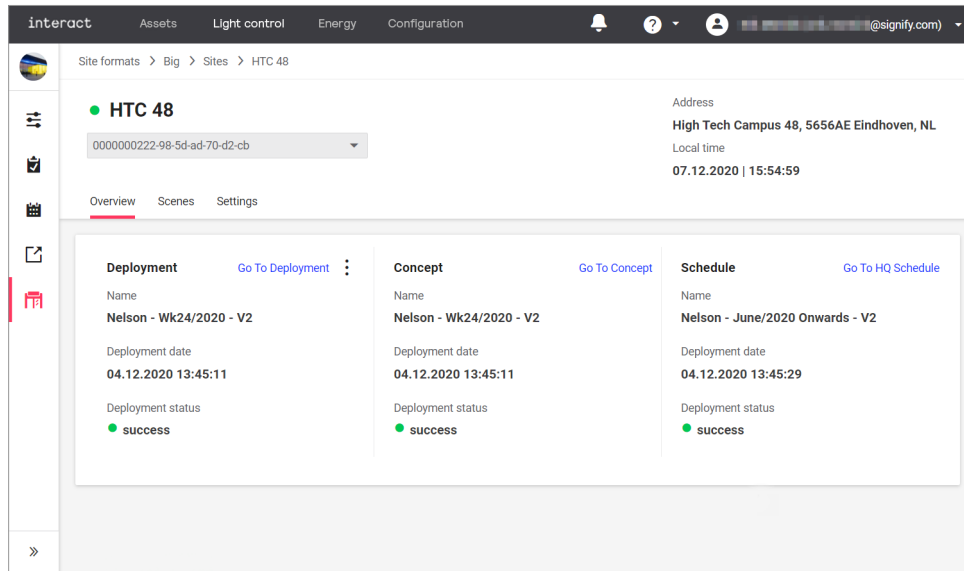 interact Assets Light control Energy Configuration ? @signify.com)
Site formats > Big > Sites > HTC 48
HTC 48
0000000222-98-5d-ad-70-d2-cb
Address
High Tech Campus 48, 5656AE Eindhoven, NL
Local time
07.12.2020 | 15:54:59
Overview Scenes Settings
Deployment Go To Deployment
Name
Nelson - Wk24/2020 - V2
Deployment date
04.12.2020 13:45:11
Deployment status
success
Concept Go To Concept
Name
Nelson - Wk24/2020 - V2
Deployment date
04.12.2020 13:45:11
Deployment status
success
Schedule Go To HQ Schedule
Name
Nelson - June/2020 Onwards - V2
Deployment date
04.12.2020 13:45:29
Deployment status
success